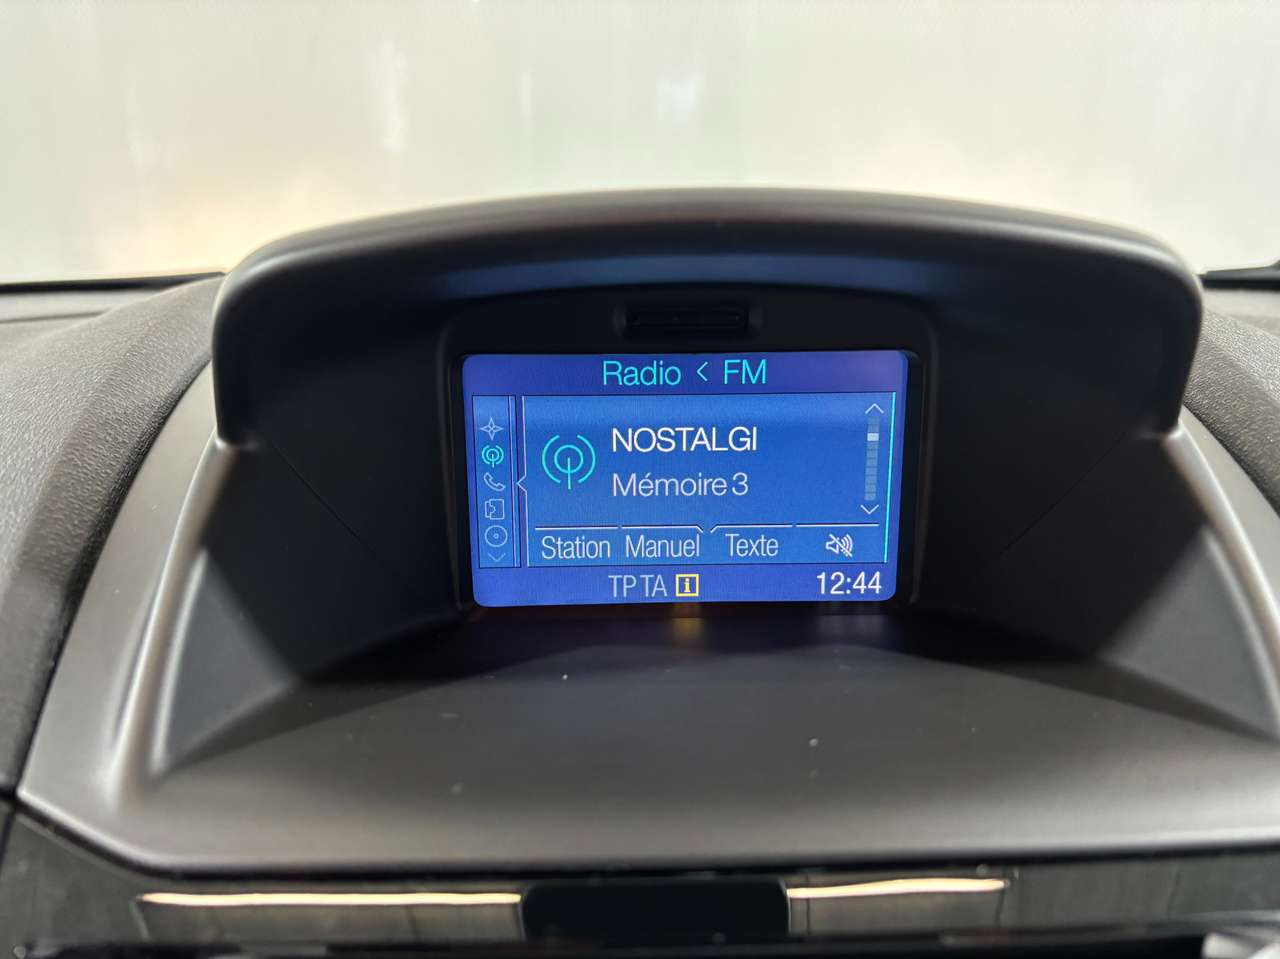 Radio < FM
NOSTALGI
Mémoire 3
Station Manuel Texte
TP TA i 12:44